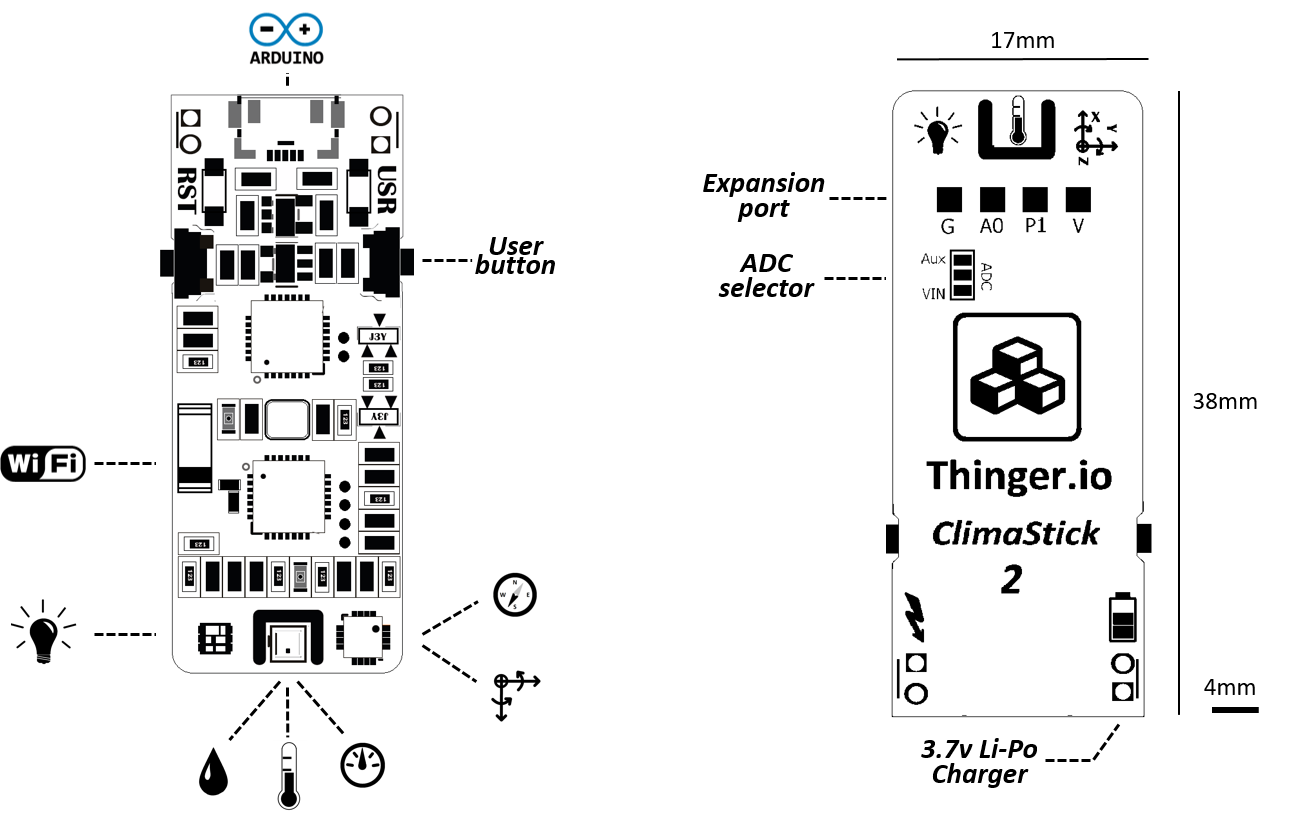 ARDUINO
RST
USR
User
button
J3Y
123
123
123
123
J3Y
WiFi
123
123
123
123
123
123
N
W E
S
17mm
X
Y
Z
Expansion
port
G A0 P1 V
ADC
selector
Aux
ADC
VIN
38mm
Thinger.io
ClimaStick
2
4mm
3.7v Li-Po
Charger